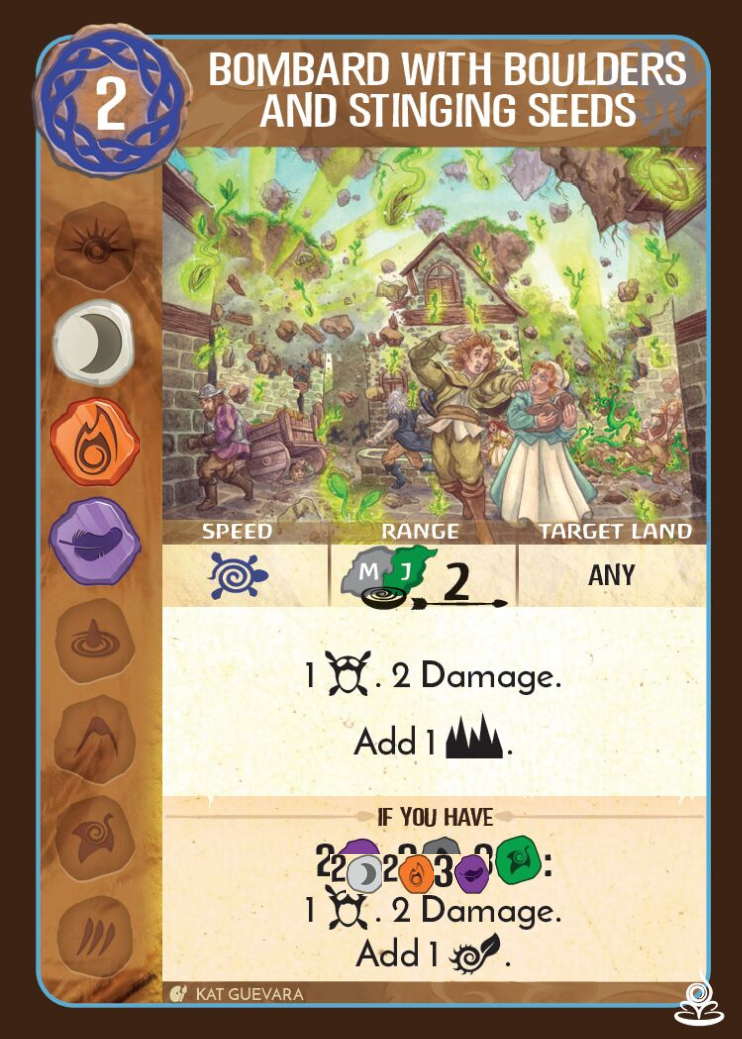 2
BOMBARD WITH BOULDERS
AND STINGING SEEDS
SPEED RANGE TARGET LAND
M J 2 ANY
1 . 2 Damage.
Add 1 .
IF YOU HAVE
2 2 2 3 :
1 . 2 Damage.
Add 1 .
KAT GUEVARA